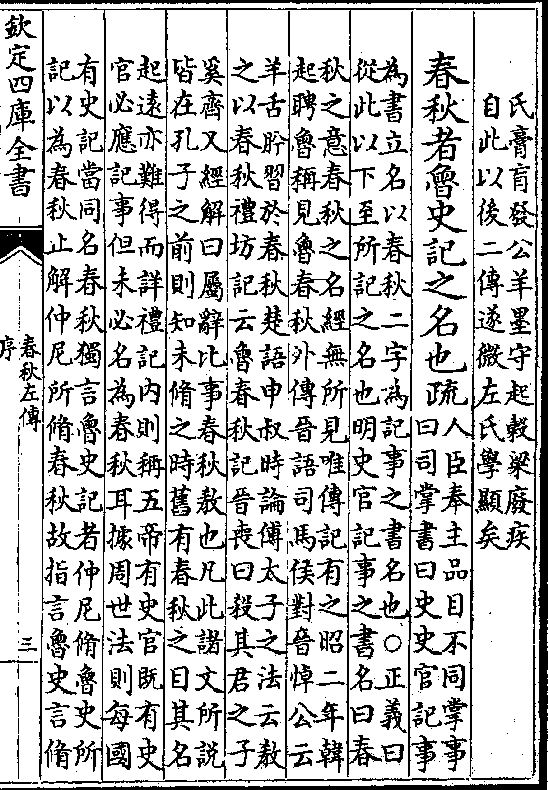 氏膏肓發公羊墨守起穀梁廢疾
自此以後二傳遂微左氏學顯矣
春秋者魯史記之名也疏
人臣奉主品目不同掌事
曰司掌書曰史史官記事
為書立名以春秋二字為記事之書名也○正義曰
從此以下至所記之名也明史官記事之書名曰春
秋之意春秋之名經無所見唯傳記有之昭二年韓
起聘魯稱見魯春秋外傳晉語司馬侯對晉悼公云
羊舌肸習於春秋楚語申叔時論傅太子之法云教
之以春秋禮坊記云魯春秋記晉喪曰殺其君之子
奚齊又經解曰屬辭比事春秋教也凡此諸文所說
皆在孔子之前則知未脩之時舊有春秋之目其名
起遠亦難得而詳禮記内則稱五帝有史官既有史
官必應記事但未必名為春秋耳據周世法則每國
有史記當同名春秋獨言魯史記者仲尼脩魯史所
記以為春秋止解仲尼所脩春秋故指言魯史言脩
欽定四庫全書
春秋左傳
序
三